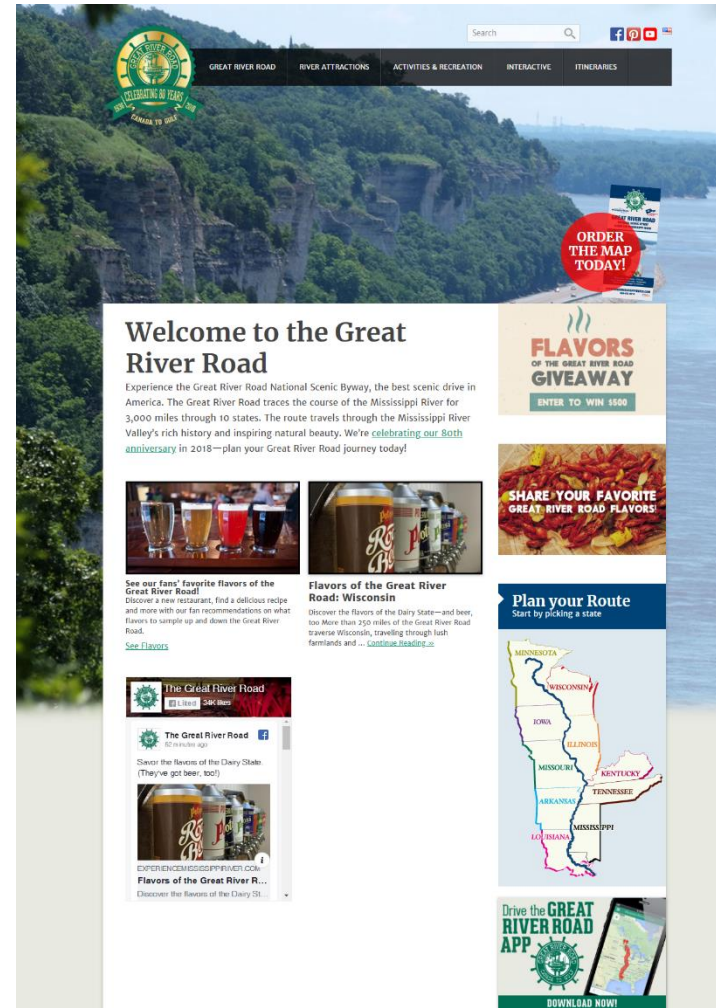 Search
GREAT RIVER ROAD
RIVER ATTRACTIONS
ACTIVITIES & RECREATION
INTERACTIVE
ITINERARIES
GREAT RIVER ROAD
CELEBRATING 80 YEARS
1938
2018
CANADA TO GULF
GREAT RIVER ROAD
ORDER
THE MAP
TODAY!
Welcome to the Great
River Road
Experience the Great River Road National Scenic Byway, the best scenic drive in
America. The Great River Road traces the course of the Mississippi River for
3,000 miles through 10 states. The route travels through the Mississippi River
Valley's rich history and inspiring natural beauty. We're celebrating our 80th
anniversary in 2018—plan your Great River Road journey today!
FLAVORS
OF THE GREAT RIVER ROAD
GIVEAWAY
ENTER TO WIN $500
SHARE YOUR FAVORITE
GREAT RIVER ROAD FLAVORS!
See our fans' favorite flavors of the
Great River Road!
Discover a new restaurant, find a delicious recipe
and more with our fan recommendations on what
flavors to sample up and down the Great River
Road.
See Flavors
Flavors of the Great River
Road: Wisconsin
Discover the flavors of the Dairy State—and beer,
too More than 250 miles of the Great River Road
traverse Wisconsin, traveling through lush
farmlands and ... Continue Reading »
Plan your Route
Start by picking a state
MINNESOTA
WISCONSIN
IOWA
ILLINOIS
MISSOURI
KENTUCKY
TENNESSEE
ARKANSAS
MISSISSIPPI
LOUISIANA
The Great River Road
Liked
34K likes
The Great River Road
52 minutes ago
Savor the flavors of the Dairy State.
(They've got beer, too!)
EXPERIENCEMISSISSIPPIRIVER.COM
Flavors of the Great River R...
Discover the flavors of the Dairy St...
Drive the GREAT
RIVER ROAD
APP
DOWNLOAD NOW!